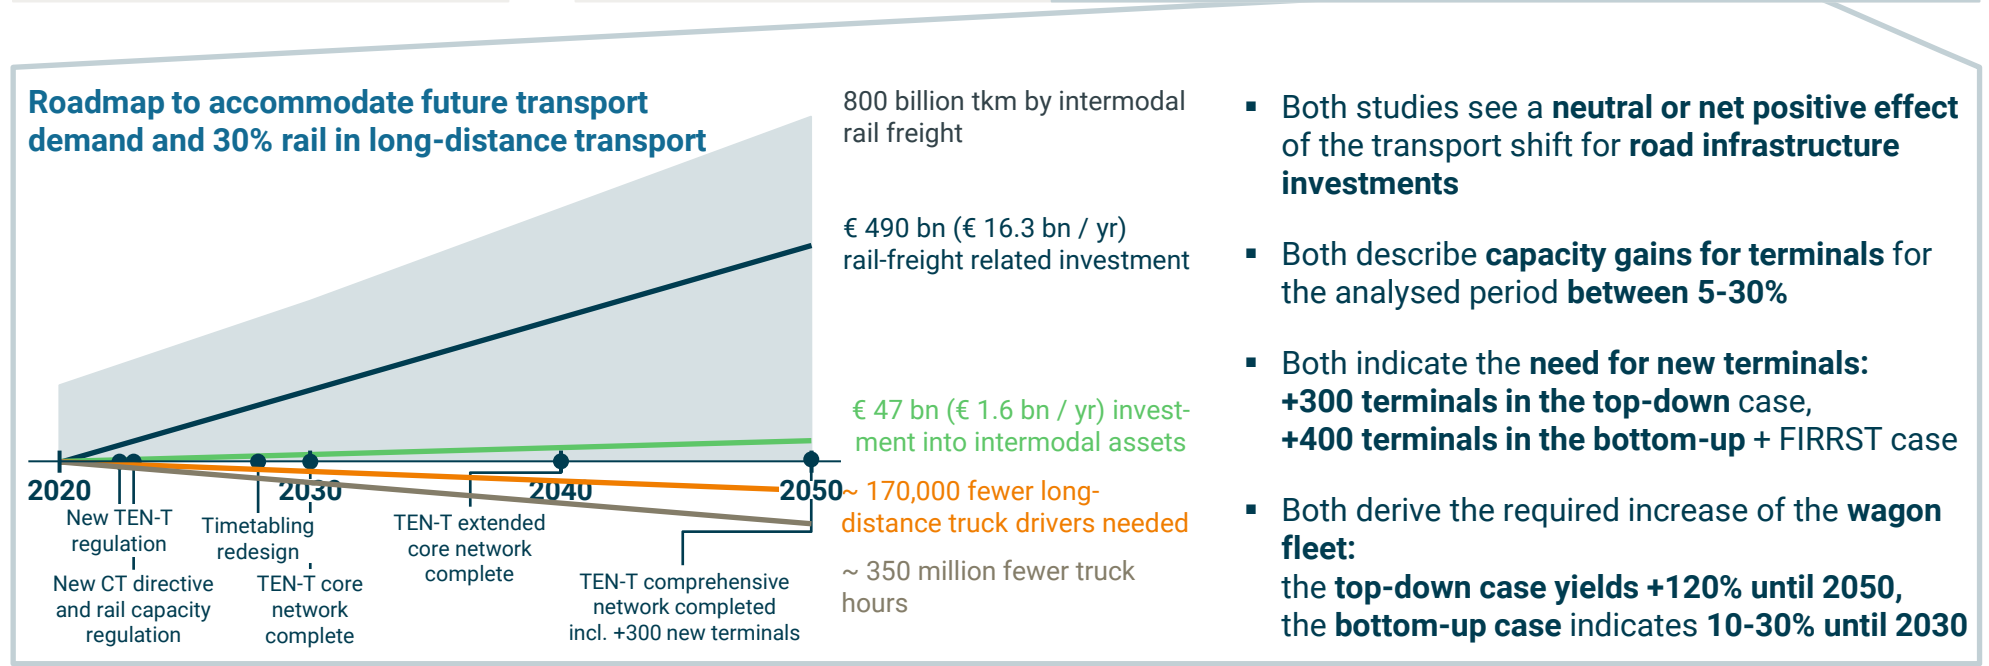 Roadmap to accommodate future transport
demand and 30% rail in long-distance transport
800 billion tkm by intermodal
rail freight
€ 490 bn (€ 16.3 bn / yr)
rail-freight related investment
€ 47 bn (€ 1.6 bn / yr) invest-
ment into intermodal assets
~ 170,000 fewer long-
distance truck drivers needed
~ 350 million fewer truck
hours
2020
2030
2040
2050
New TEN-T
regulation
New CT directive
and rail capacity
regulation
Timetabling
redesign
TEN-T core
network
complete
TEN-T extended
core network
complete
TEN-T comprehensive
network completed
incl. +300 new terminals
▪ Both studies see a neutral or net positive effect
of the transport shift for road infrastructure
investments
▪ Both describe capacity gains for terminals for
the analysed period between 5-30%
▪ Both indicate the need for new terminals:
+300 terminals in the top-down case,
+400 terminals in the bottom-up + FIRRST case
▪ Both derive the required increase of the wagon
fleet:
the top-down case yields +120% until 2050,
the bottom-up case indicates 10-30% until 2030